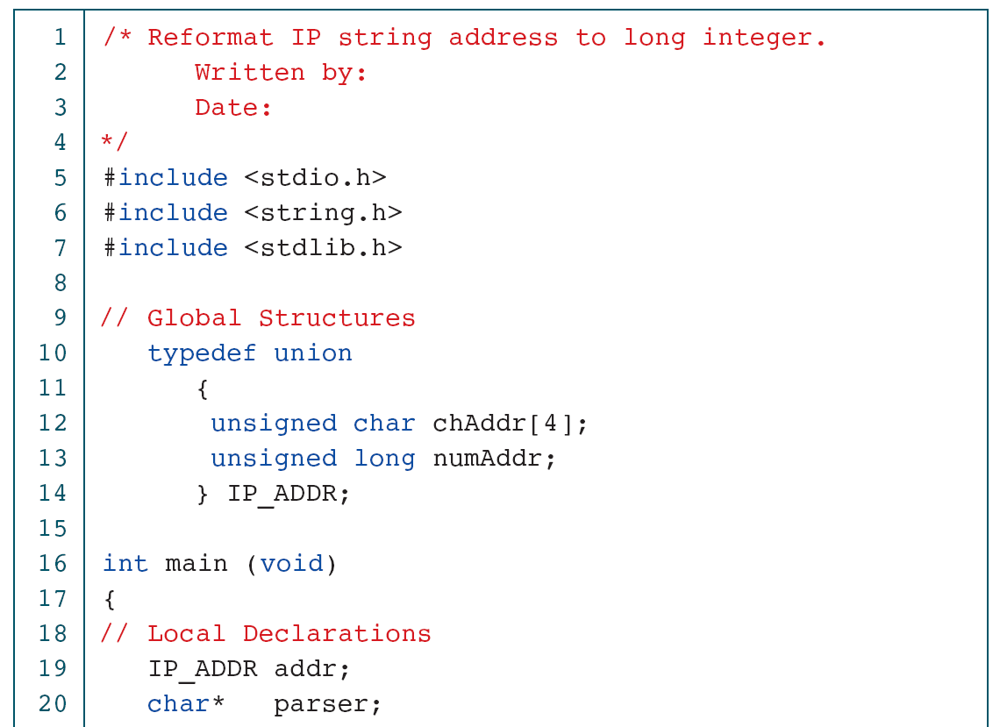 1 /* Reformat IP string address to long integer.
2       Written by:
3       Date:
4 */
5 #include <stdio.h>
6 #include <string.h>
7 #include <stdlib.h>
8
9 // Global Structures
10    typedef union
11       {
12        unsigned char chAddr[4];
13        unsigned long numAddr;
14       } IP_ADDR;
15
16 int main (void)
17 {
18 // Local Declarations
19    IP_ADDR addr;
20    char*   parser;